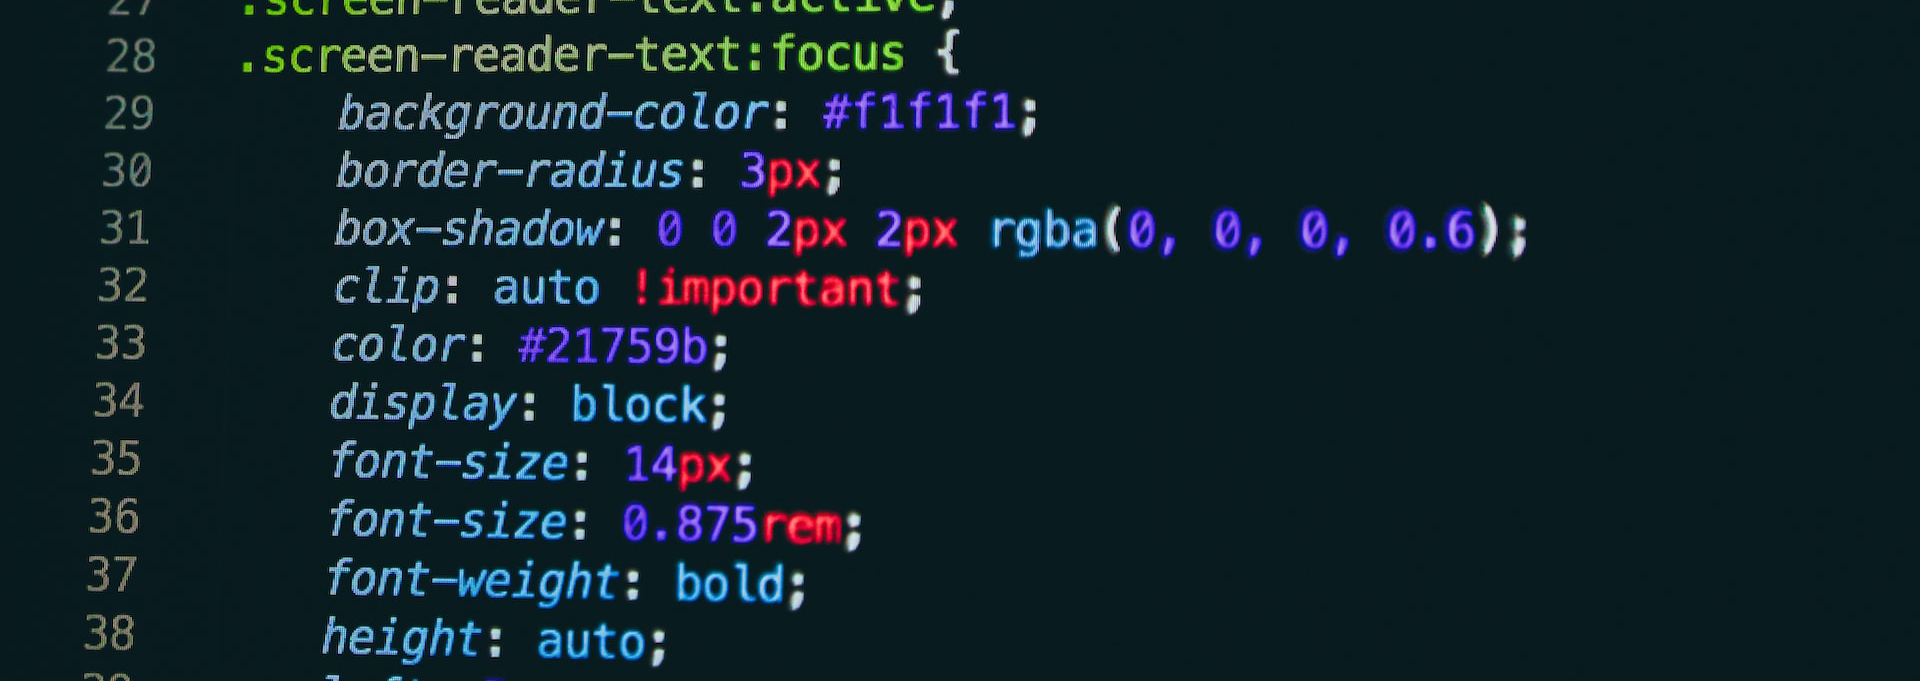 27 .screen-reader-text:active,
28 .screen-reader-text:focus {
29 background-color: #f1f1f1;
30 border-radius: 3px;
31 box-shadow: 0 0 2px 2px rgba(0, 0, 0, 0.6);
32 clip: auto !important;
33 color: #21759b;
34 display: block;
35 font-size: 14px;
36 font-size: 0.875rem;
37 font-weight: bold;
38 height: auto;